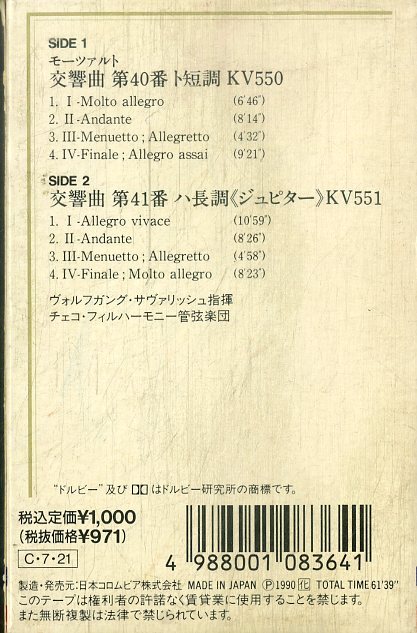 SIDE 1
モーツァルト
交響曲 第40番 ト短調 KV550
1. I-Molto allegro (6′46″)
2. II-Andante (8′14″)
3. III-Menuetto; Allegretto (4′32″)
4. IV-Finale; Allegro assai (9′21″)
SIDE 2
交響曲 第41番 ハ長調《ジュピター》KV551
1. I-Allegro vivace (10′59″)
2. II-Andante (8′26″)
3. III-Menuetto; Allegretto (4′58″)
4. IV-Finale; Molto allegro (8′23″)
ヴォルフガング・サヴァリッシュ指揮
チェコ・フィルハーモニー管弦楽団
“ドルビー” 及び はドルビー研究所の商標です。
税込定価¥1,000
(税抜価格¥971)
C・7・21
4 988001 083641
製造・発売元:日本コロムビア株式会社 MADE IN JAPAN Ⓟ1990 化 TOTAL TIME 61′39″
このテープは権利者の許諾なく賃貸業に使用することを禁じます。
また無断複製は法律で禁じられています。